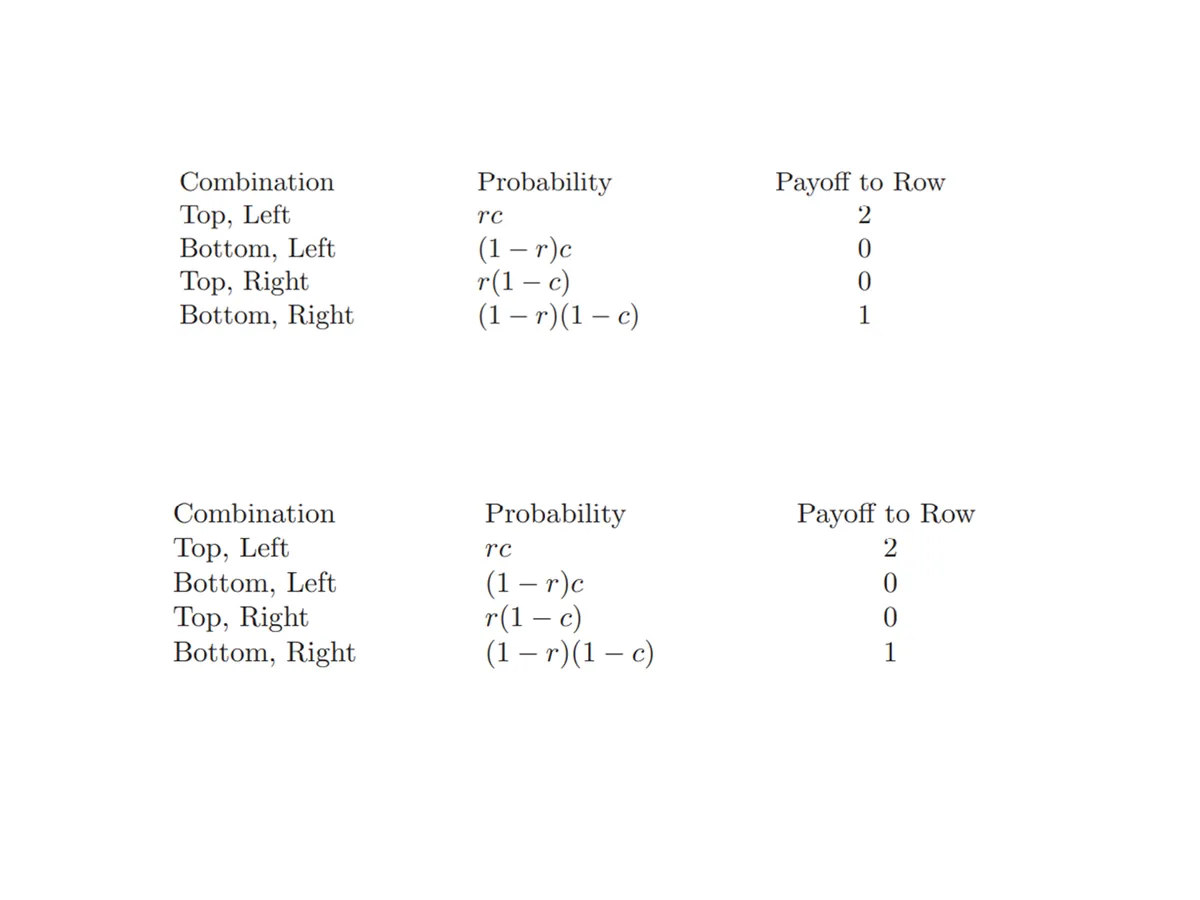 Combination Probability Payoff to Row
Top, Left rc 2
Bottom, Left (1 − r)c 0
Top, Right r(1 − c) 0
Bottom, Right (1 − r)(1 − c) 1
Combination Probability Payoff to Row
Top, Left rc 2
Bottom, Left (1 − r)c 0
Top, Right r(1 − c) 0
Bottom, Right (1 − r)(1 − c) 1